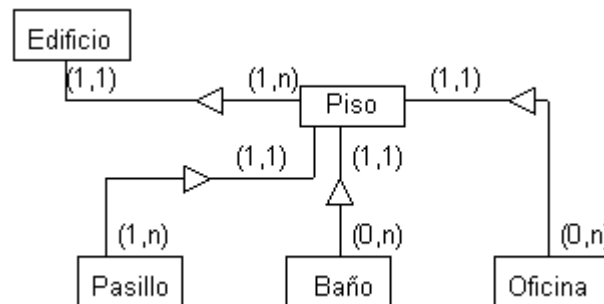 Edificio
(1,1)
(1,n)
Piso
(1,1)
(1,1)
(1,1)
(1,n)
(0,n)
(0,n)
Pasillo
Baño
Oficina